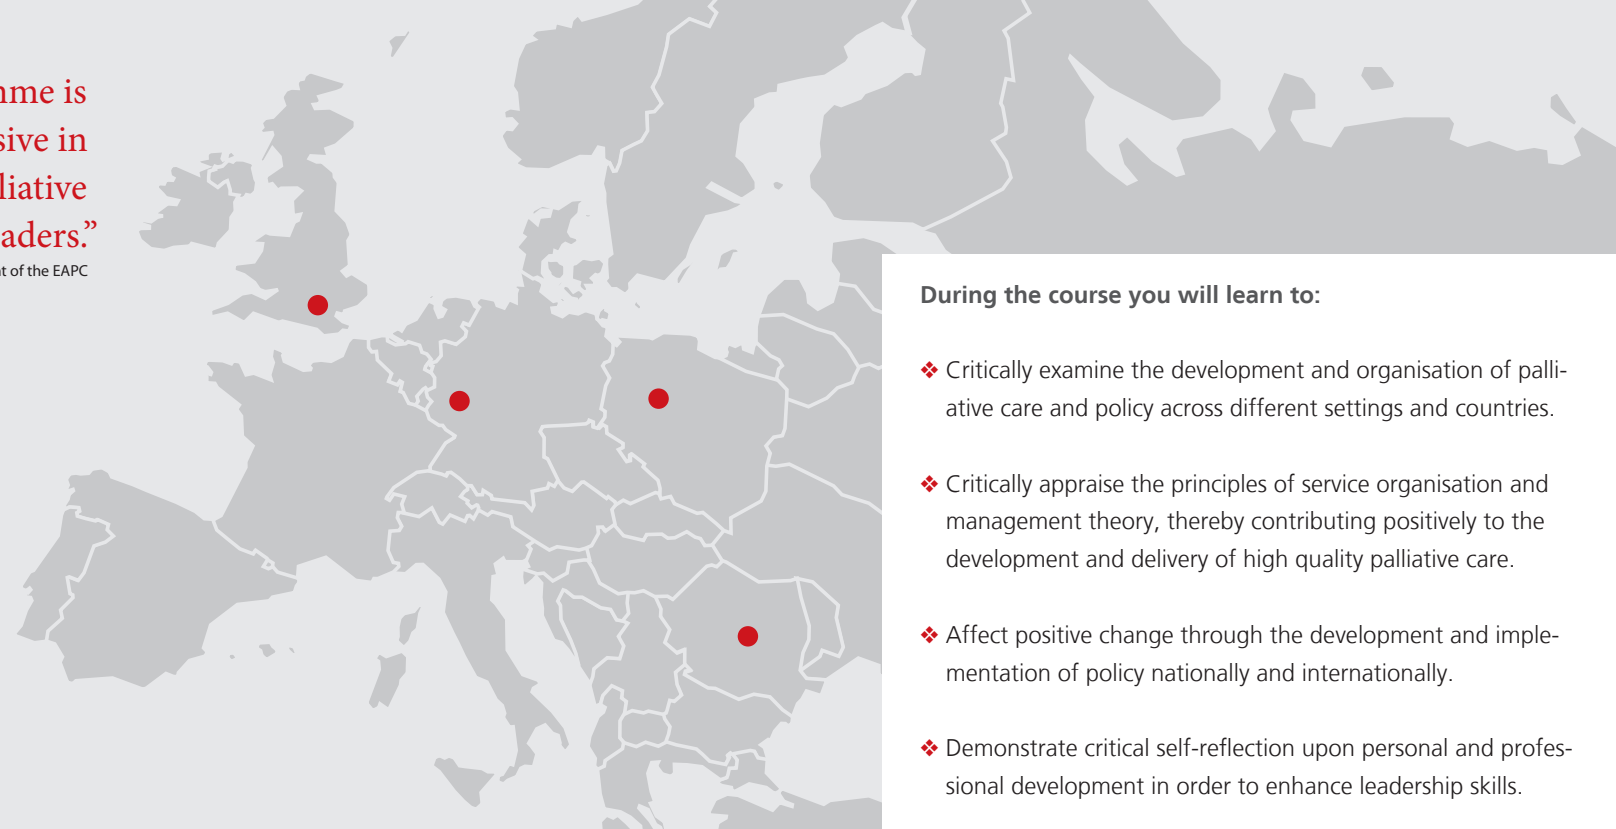 is
in
of the EAPC
During the course you will learn to:
❖ Critically examine the development and organisation of palli-
ative care and policy across different settings and countries.
❖ Critically appraise the principles of service organisation and
management theory, thereby contributing positively to the
development and delivery of high quality palliative care.
❖ Affect positive change through the development and imple-
mentation of policy nationally and internationally.
❖ Demonstrate critical self-reflection upon personal and profes-
sional development in order to enhance leadership skills.